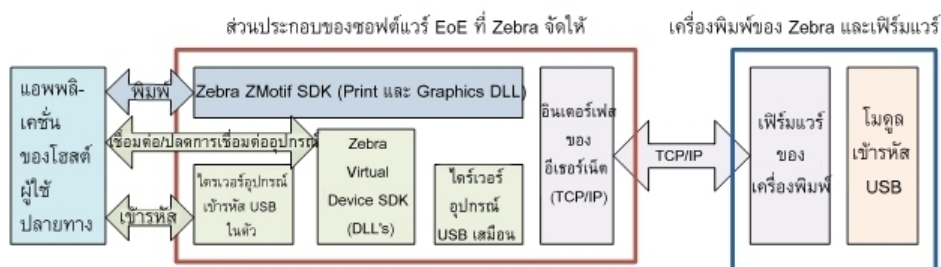 ส่วนประกอบของซอฟต์แวร์ EoE ที่ Zebra จัดให้
เครื่องพิมพ์ของ Zebra และเฟิร์มแวร์
แอพพลิ-
เคชั่น
ของโฮสต์
ผู้ใช้
ปลายทาง
พิมพ์
เชื่อมต่อ/ปลดการเชื่อมต่ออุปกรณ์
เข้ารหัส
Zebra ZMotif SDK (Print และ Graphics DLL)
ไดรเวอร์อุปกรณ์
เข้ารหัส USB
ในตัว
Zebra
Virtual
Device SDK
(DLL's)
ไดร์เวอร์
อุปกรณ์
USB เสมือน
อินเตอร์เฟส
ของ
อีเธอร์เน็ต
(TCP/IP)
TCP/IP
เฟิร์มแวร์
ของ
เครื่องพิมพ์
โมดูล
เข้ารหัส
USB